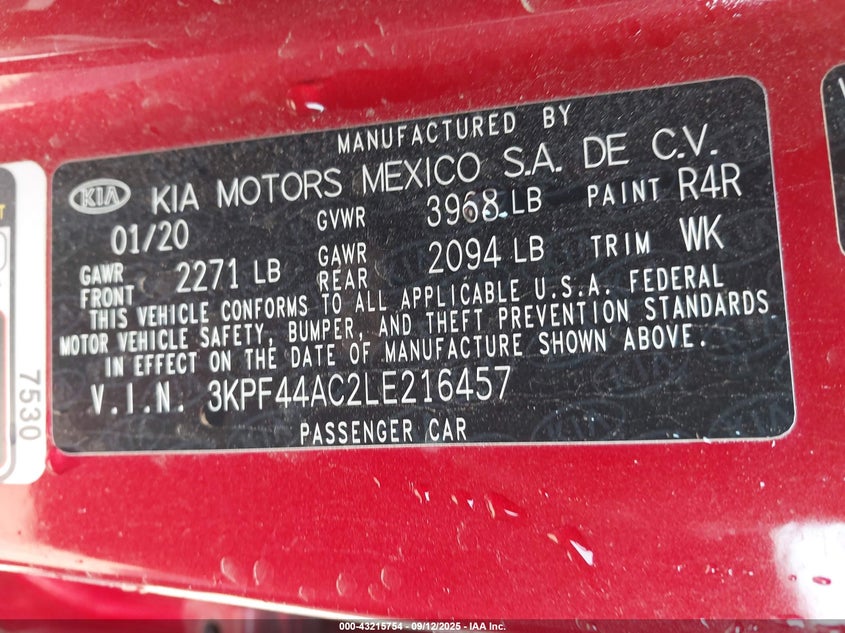 MANUFACTURED BY
KIA KIA MOTORS MEXICO S.A. DE C.V.
01/20 GVWR 3968 LB PAINT R4R
GAWR FRONT 2271 LB GAWR REAR 2094 LB TRIM WK
THIS VEHICLE CONFORMS TO ALL APPLICABLE U.S.A. FEDERAL
MOTOR VEHICLE SAFETY, BUMPER, AND THEFT PREVENTION STANDARDS
IN EFFECT ON THE DATE OF MANUFACTURE SHOWN ABOVE.
V.I.N. 3KPF44AC2LE216457
PASSENGER CAR
7530
000-43215754 - 09/12/2025 - IAA Inc.